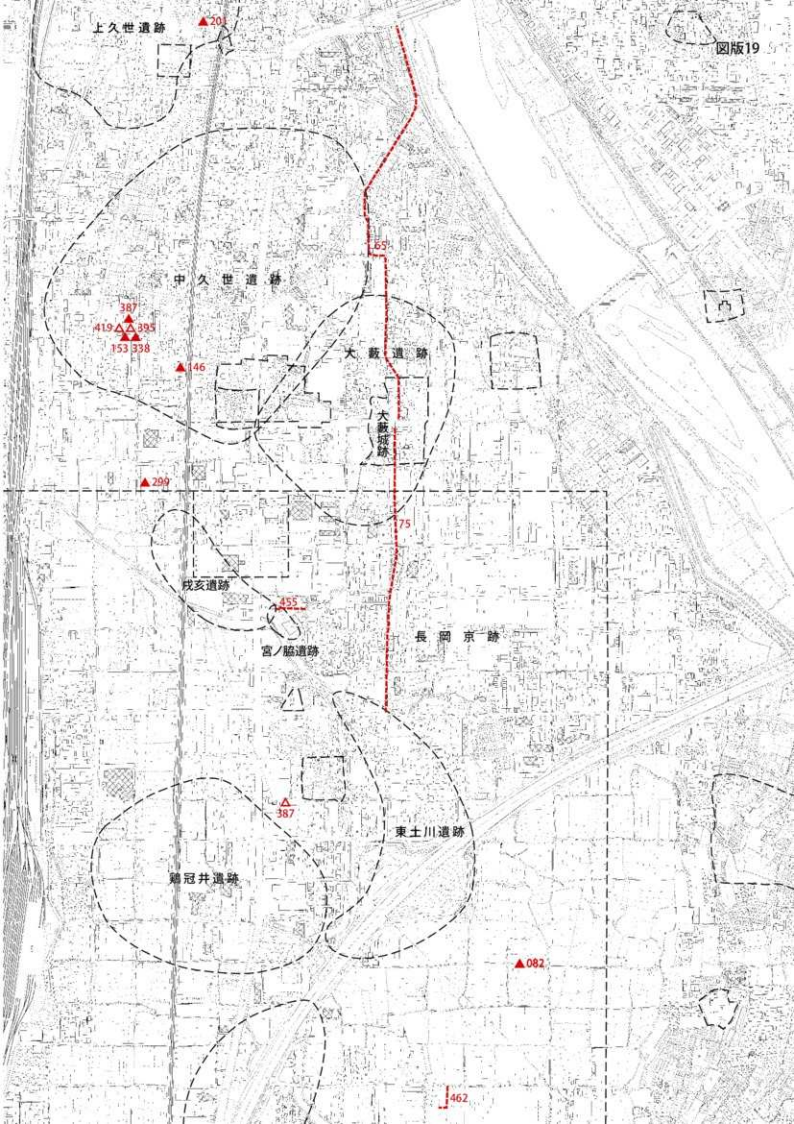 201
上久世遺跡
図版19
65
中久世遺跡
387
419 395
153 338
大藪遺跡
146
大藪城跡
299
75
戌亥遺跡
455
長岡京跡
宮ノ脇遺跡
387
東土川遺跡
鶏冠井遺跡
082
462